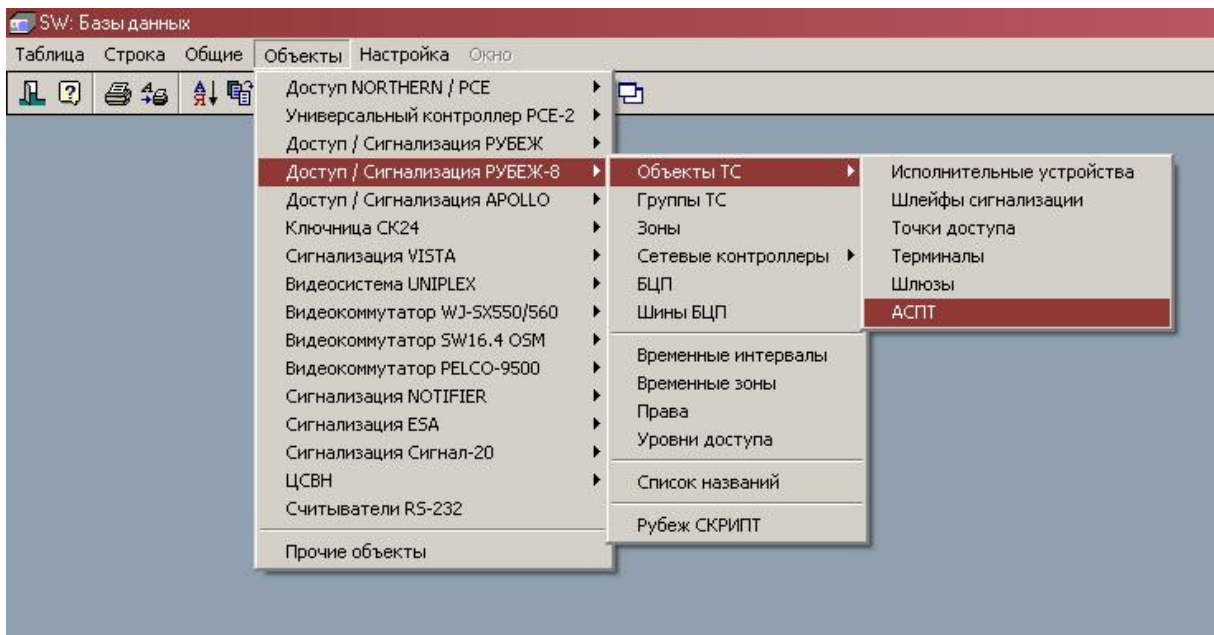 SW: Базы данных
Таблица Строка Общие Объекты Настройка Окно
Доступ NORTHERN / PCE
Универсальный контроллер PCE-2
Доступ / Сигнализация РУБЕЖ
Доступ / Сигнализация РУБЕЖ-8
Доступ / Сигнализация APOLLO
Ключница СК24
Сигнализация VISTA
Видеосистема UNIPLEX
Видеокоммутатор WJ-SX550/560
Видеокоммутатор SW16.4 OSM
Видеокоммутатор PELCO-9500
Сигнализация NOTIFIER
Сигнализация ESA
Сигнализация Сигнал-20
ЦСВН
Считыватели RS-232
Прочие объекты
Объекты ТС
Группы ТС
Зоны
Сетевые контроллеры
БЦП
Шины БЦП
Временные интервалы
Временные зоны
Права
Уровни доступа
Список названий
Рубеж СКРИПТ
Исполнительные устройства
Шлейфы сигнализации
Точки доступа
Терминалы
Шлюзы
АСПТ